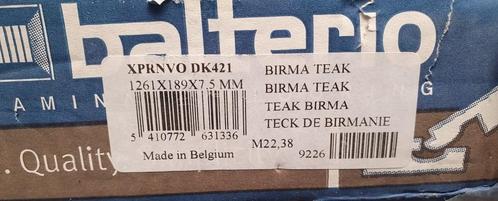 balterio
XPRNVO DK421
1261X189X7,5 MM
BIRMA TEAK
BIRMA TEAK
TEAK BIRMA
TECK DE BIRMANIE
5 410772 631336
Made in Belgium
M22,38
9226
. Quality